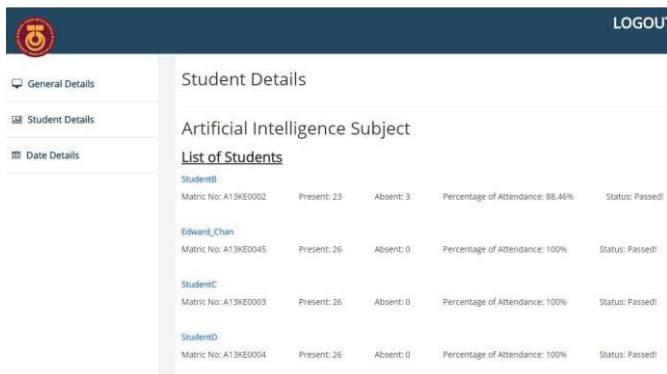 LOGOUT
General Details
Student Details
Date Details
Student Details
Artificial Intelligence Subject
List of Students
StudentB
Matric No: A13KE0002 Present: 23 Absent: 3 Percentage of Attendance: 88.46% Status: Passed!
Edward_Chan
Matric No: A13KE0045 Present: 26 Absent: 0 Percentage of Attendance: 100% Status: Passed!
StudentC
Matric No: A13KE0003 Present: 26 Absent: 0 Percentage of Attendance: 100% Status: Passed!
StudentD
Matric No: A13KE0004 Present: 26 Absent: 0 Percentage of Attendance: 100% Status: Passed!